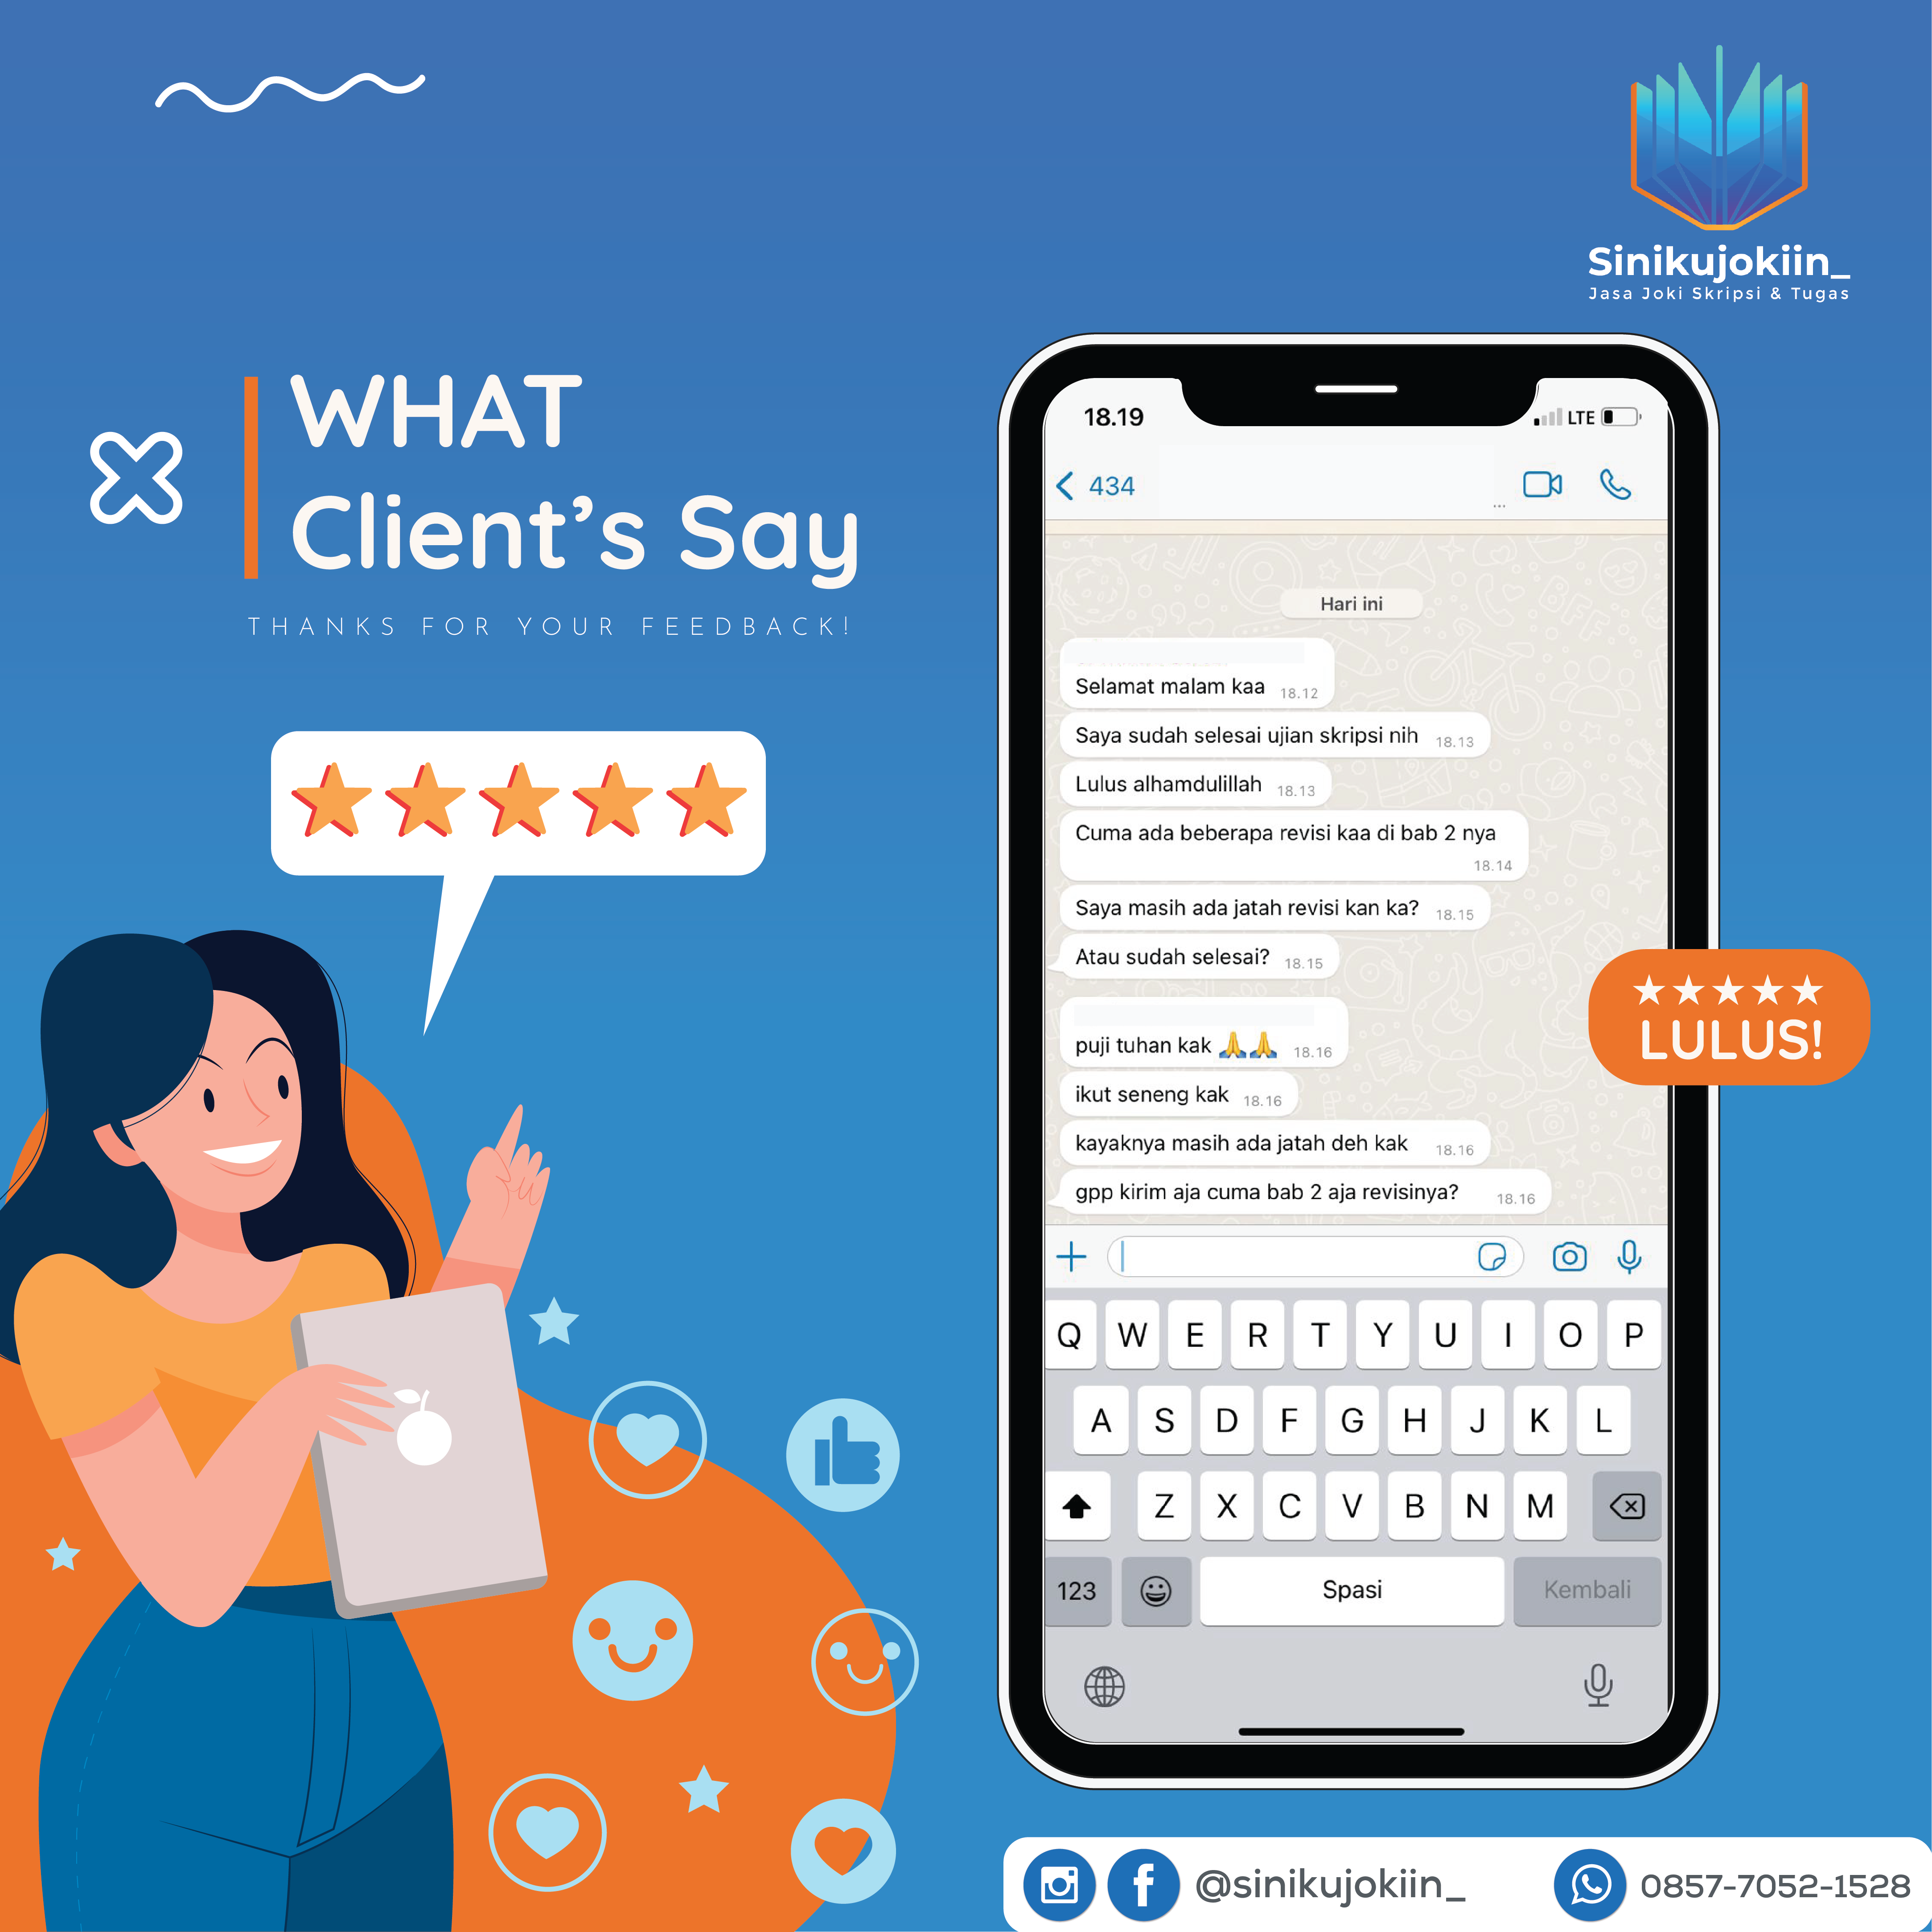 Sinikujokiin_
Jasa Joki Skripsi & Tugas
WHAT
Client's Say
THANKS FOR YOUR FEEDBACK!
18.19
LTE
434
...
Hari ini
Selamat malam kaa 18.12
Saya sudah selesai ujian skripsi nih 18.13
Lulus alhamdulillah 18.13
Cuma ada beberapa revisi kaa di bab 2 nya
18.14
Saya masih ada jatah revisi kan ka? 18.15
Atau sudah selesai? 18.15
puji tuhan kak 🙏🙏 18.16
ikut seneng kak 18.16
kayaknya masih ada jatah deh kak 18.16
gpp kirim aja cuma bab 2 aja revisinya? 18.16
LULUS!
Q W E R T Y U I O P
A S D F G H J K L
Z X C V B N M
123 Spasi Kembali
@sinikujokiin_
0857-7052-1528